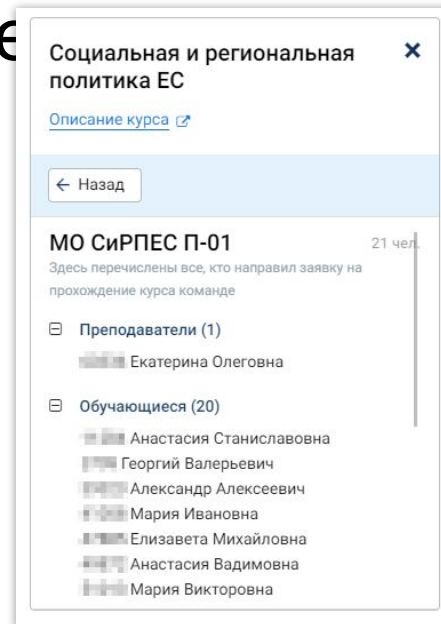 е
Социальная и региональная
политика ЕС
Описание курса
Назад
МО СиРПЕС П-01
21 чел.
Здесь перечислены все, кто направил заявку на
прохождение курса команде
Преподаватели (1)
Екатерина Олеговна
Обучающиеся (20)
Анастасия Станиславовна
Георгий Валерьевич
Александр Алексеевич
Мария Ивановна
Елизавета Михайловна
Анастасия Вадимовна
Мария Викторовна